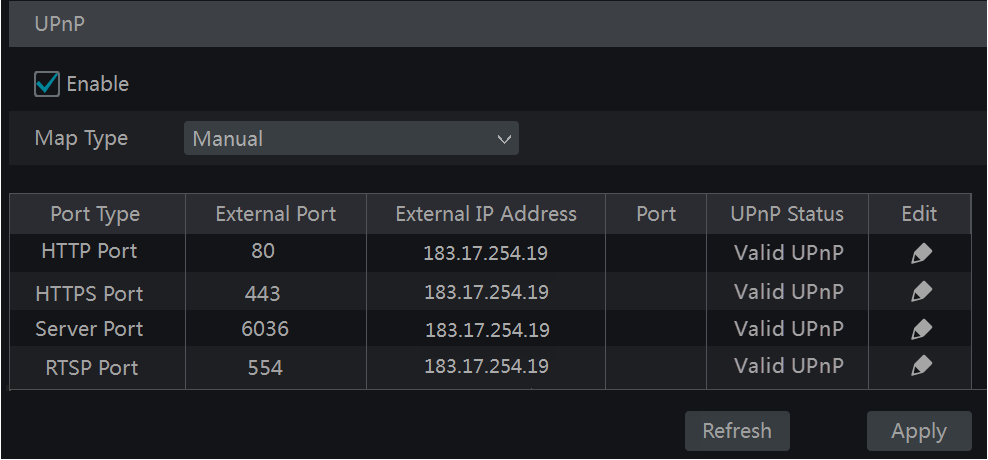 UPnP
Enable
Map Type Manual
Port Type External Port External IP Address Port UPnP Status Edit
HTTP Port 80 183.17.254.19 Valid UPnP
HTTPS Port 443 183.17.254.19 Valid UPnP
Server Port 6036 183.17.254.19 Valid UPnP
RTSP Port 554 183.17.254.19 Valid UPnP
Refresh Apply